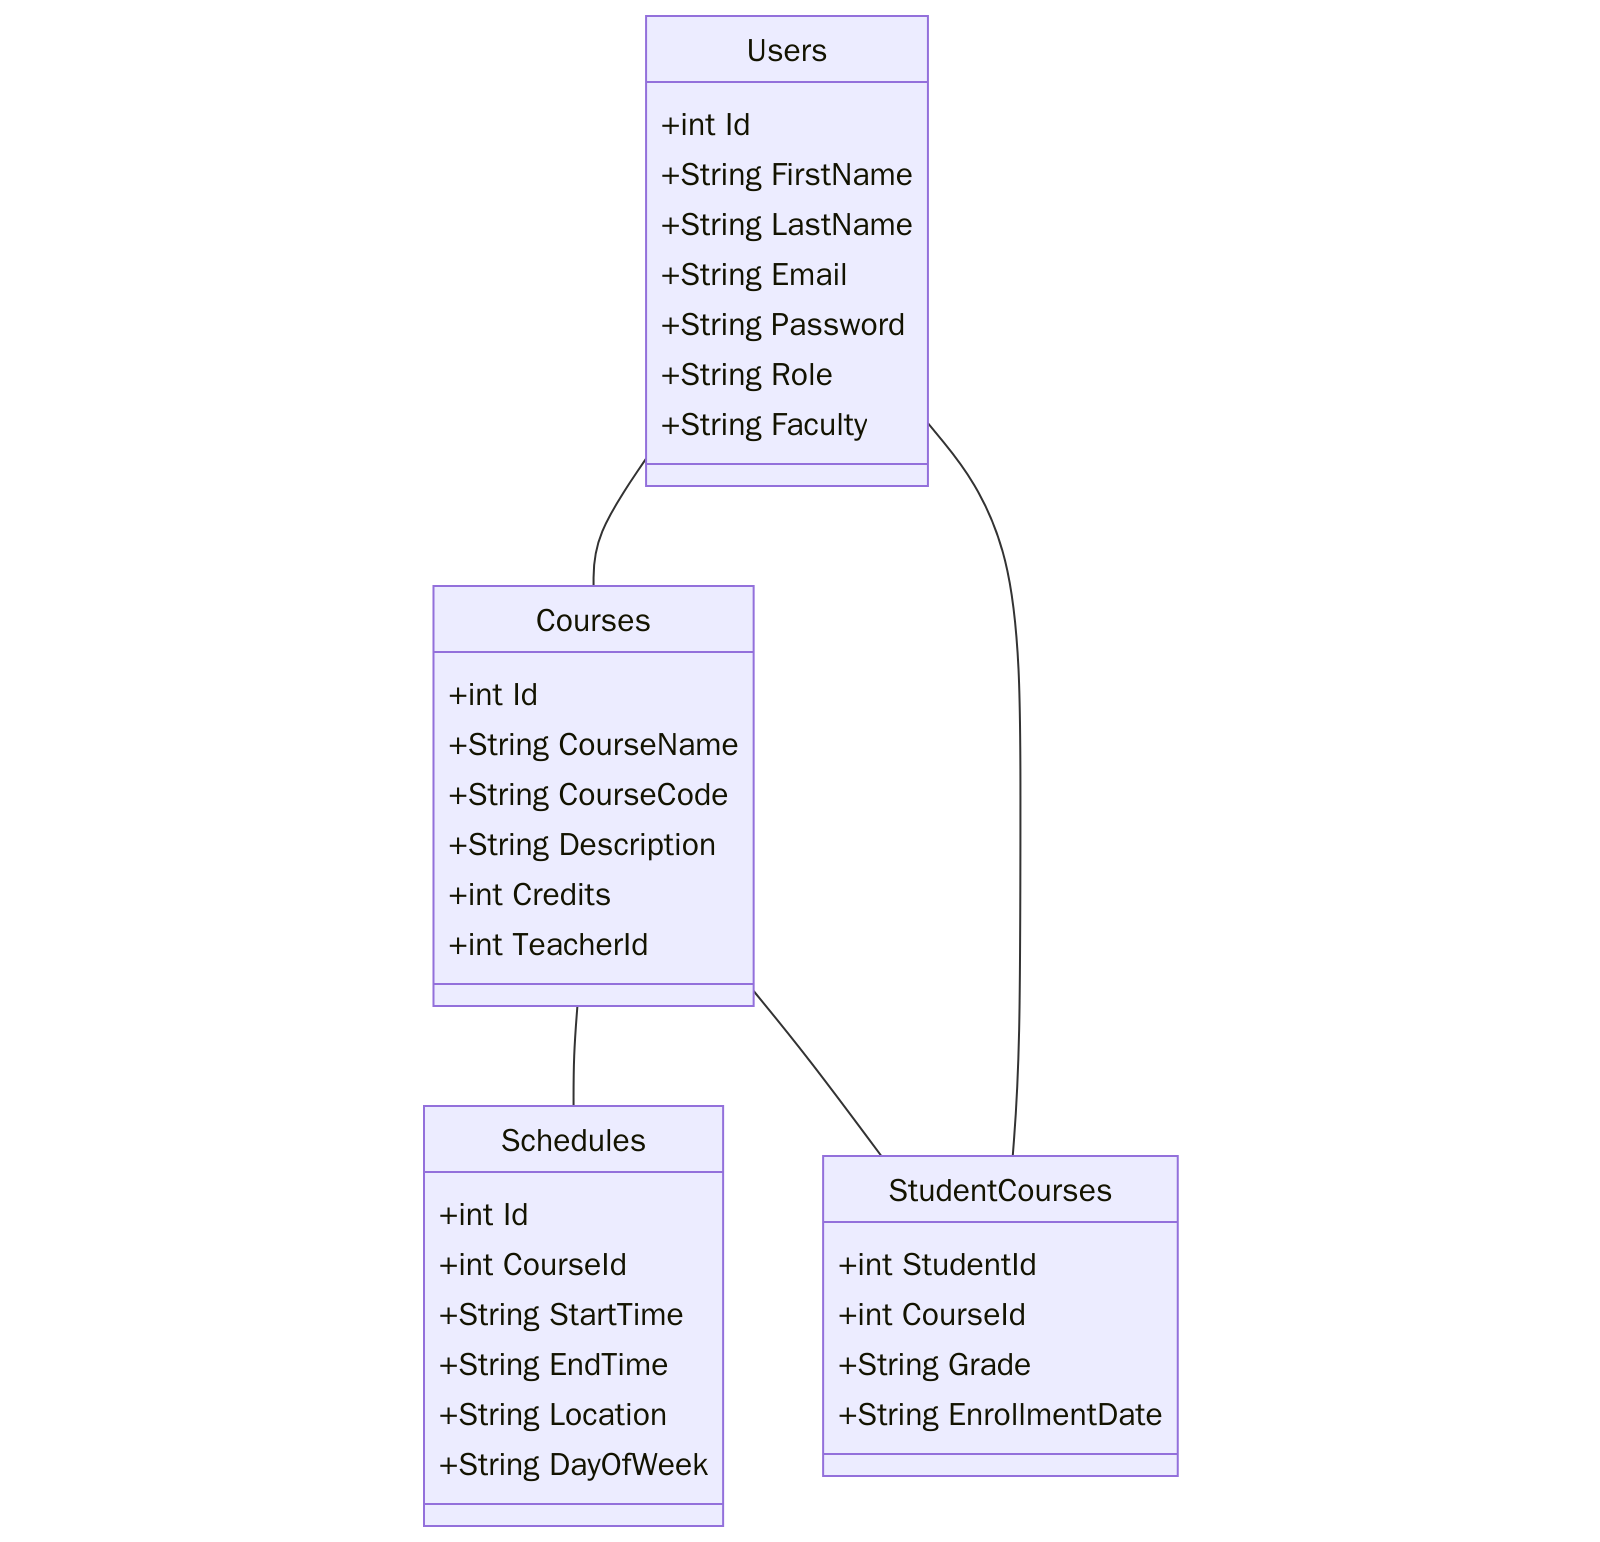 Users
+int Id
+String FirstName
+String LastName
+String Email
+String Password
+String Role
+String Faculty
Courses
+int Id
+String CourseName
+String CourseCode
+String Description
+int Credits
+int TeacherId
Schedules
+int Id
+int CourseId
+String StartTime
+String EndTime
+String Location
+String DayOfWeek
StudentCourses
+int StudentId
+int CourseId
+String Grade
+String EnrollmentDate